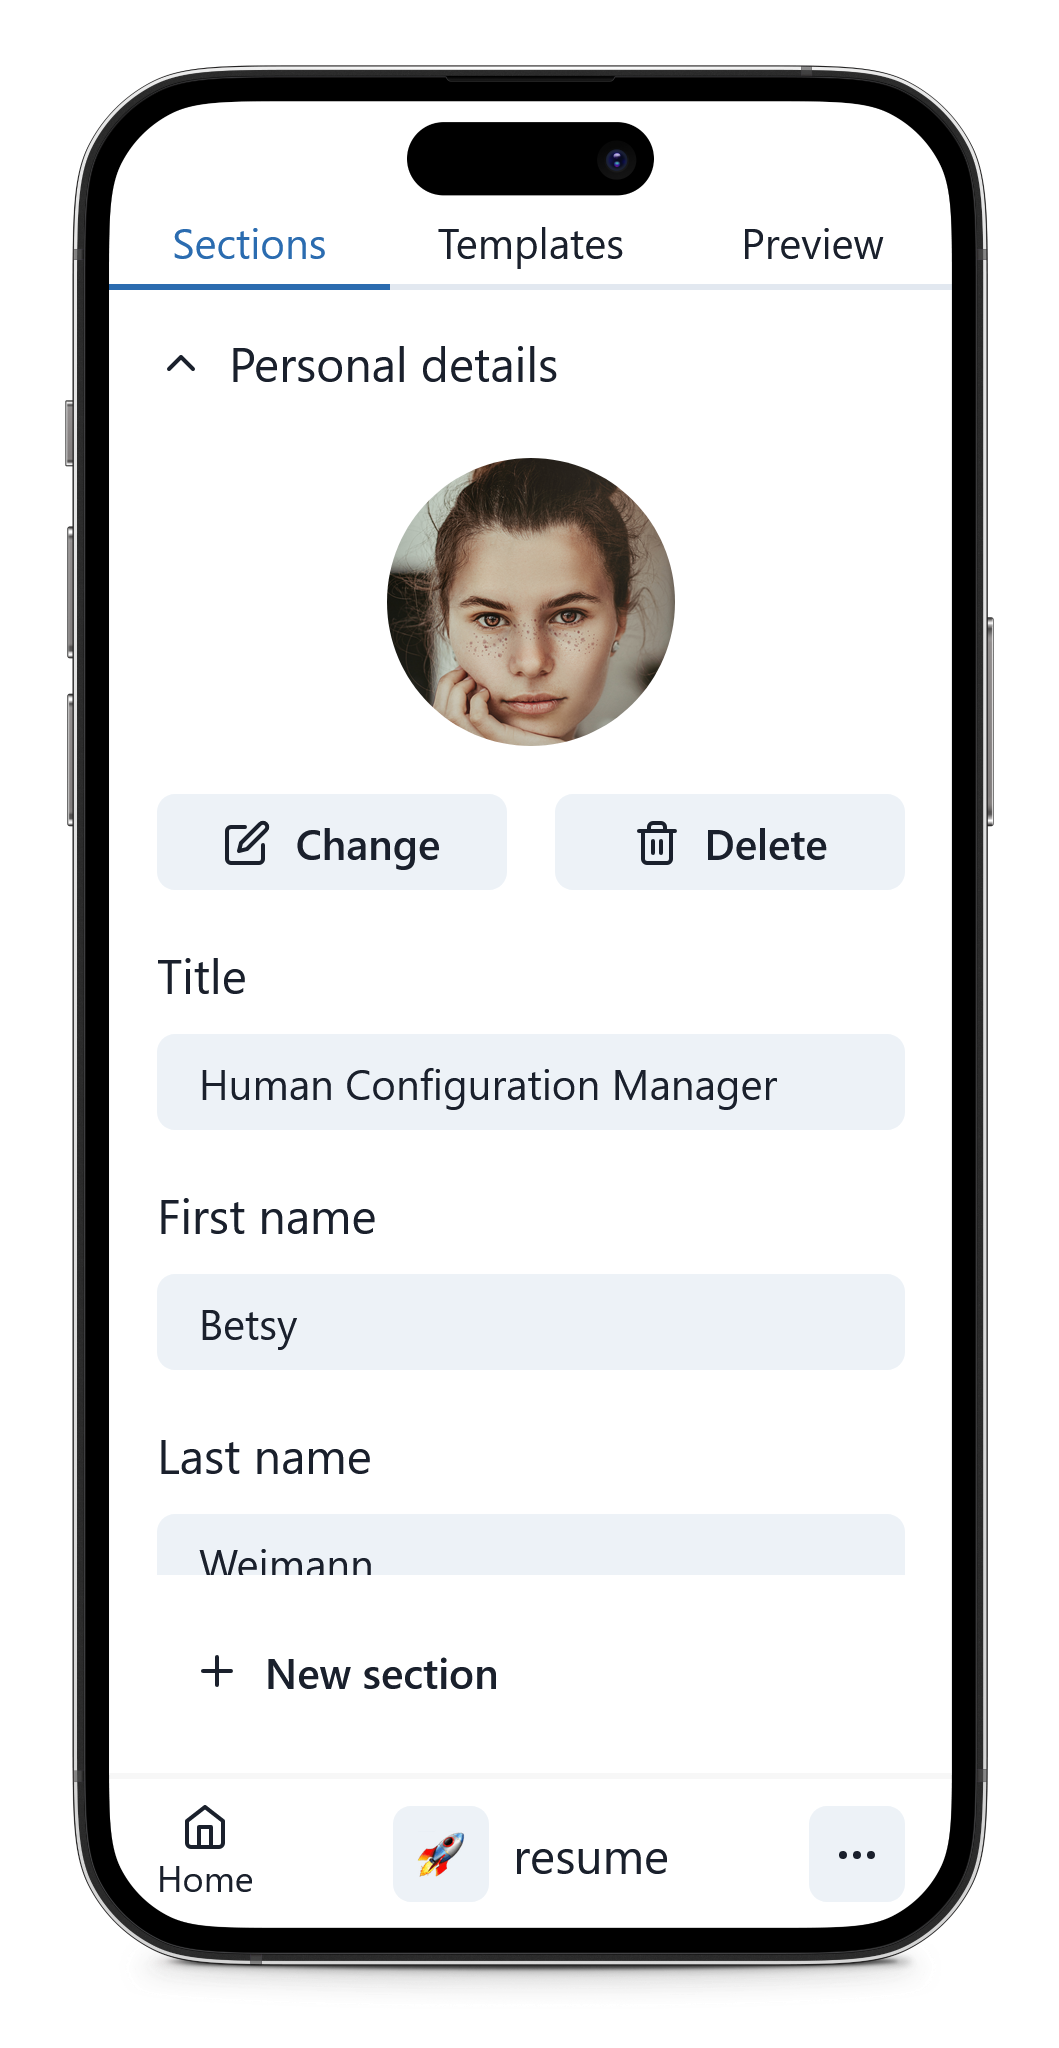 Sections Templates Preview
Personal details
Change Delete
Title
Human Configuration Manager
First name
Betsy
Last name
Weimann
New section
Home resume